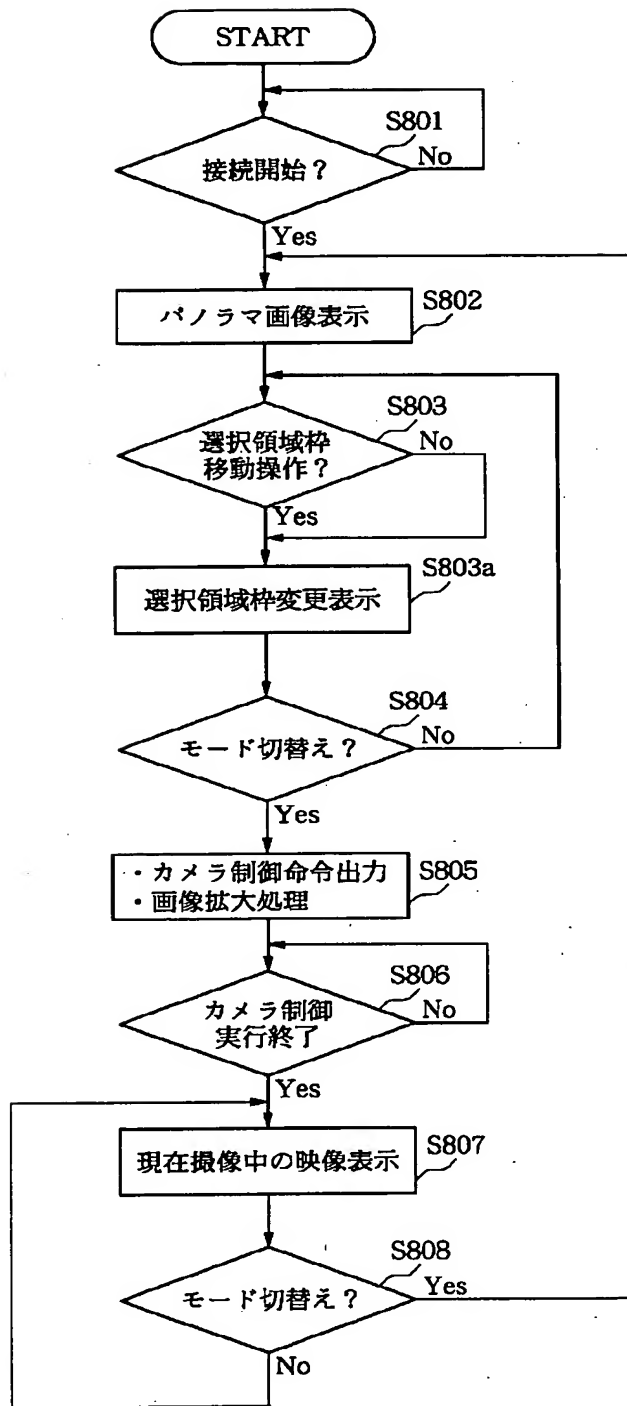 START
S801
接続開始？
No
Yes
パノラマ画像表示
S802
S803
選択領域枠
移動操作？
No
Yes
S803a
選択領域枠変更表示
S804
モード切替え？
No
Yes
・カメラ制御命令出力
・画像拡大処理
S805
S806
カメラ制御
実行終了
No
Yes
現在撮像中の映像表示
S807
S808
モード切替え？
Yes
No